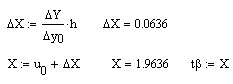 ΔX := ΔY/Δy0 · h ΔX = 0.0636
X := u0 + ΔX X = 1.9636 tβ := X